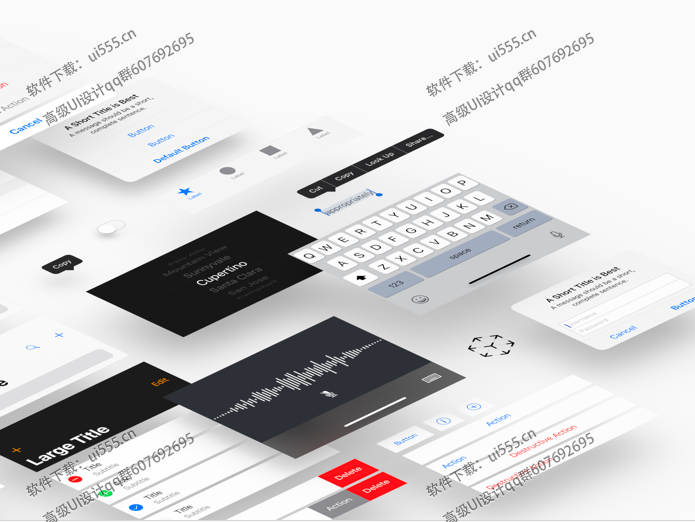 软件下载：ui555.cn
高级UI设计qq群607692695
软件下载：ui555.cn
高级UI设计qq群607692695
Action
Cancel
A Short Title is Best
A message should be a short,
complete sentence.
Button
Button
Default Button
Label
Label
Label
Label
Cut
Copy
Look Up
Share...
appropriately
Q W E R T Y U I O P
A S D F G H J K L
Z X C V B N M
123
space
return
Copy
Mountain View
Sunnyvale
Cupertino
Santa Clara
San Jose
A Short Title is Best
A message should be a short,
complete sentence.
Password
Cancel
Button
Edit
Large Title
Title
Subtitle
Title
Subtitle
Title
Subtitle
Title
Delete
Action
Delete
Button
Action
Action
Destructive Action
Destructive Action
软件下载：ui555.cn
高级UI设计qq群607692695
软件下载：ui555.cn
高级UI设计qq群607692695